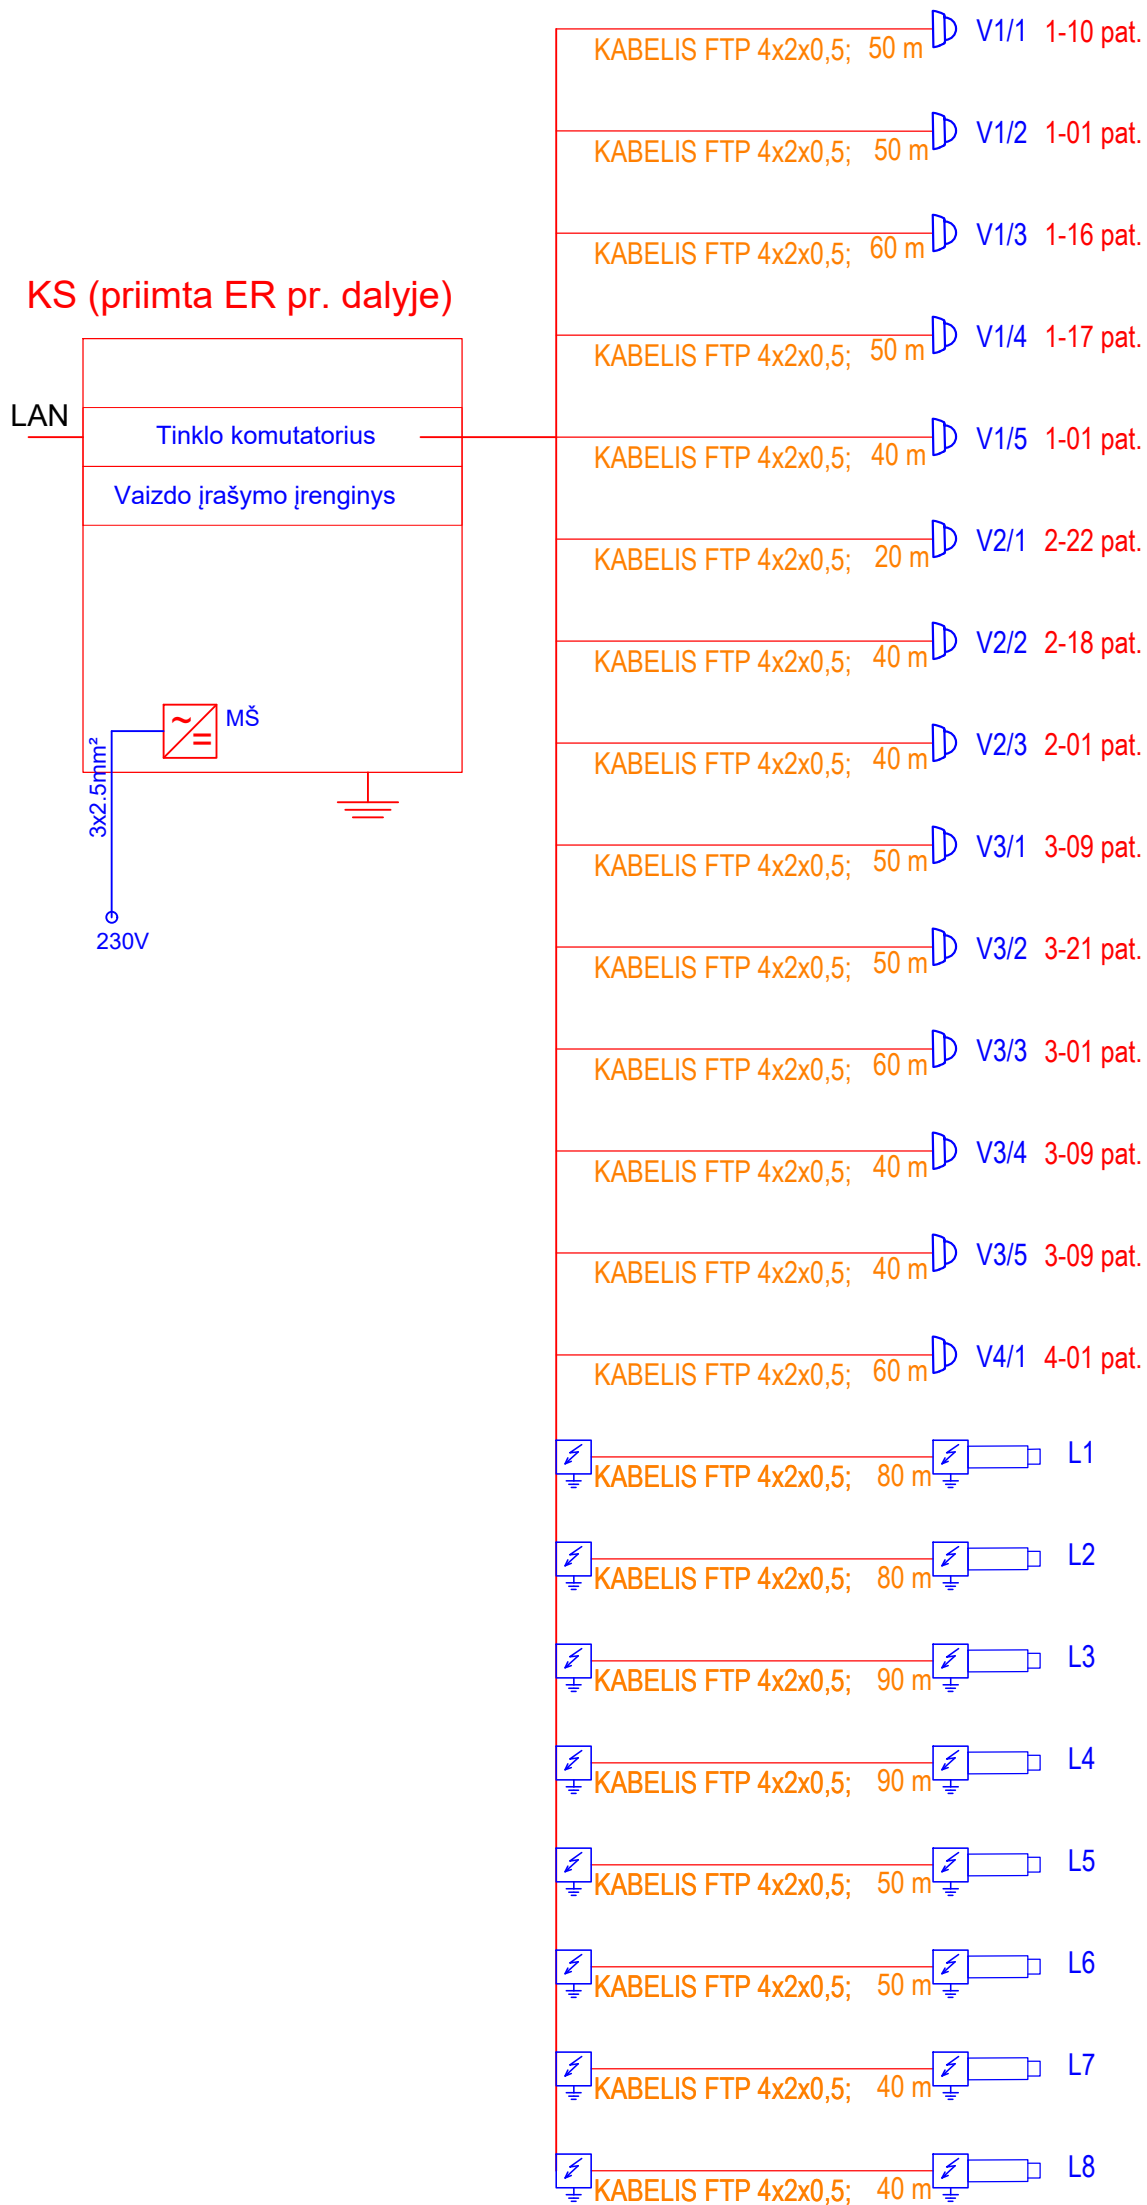 KS (priimta ER pr. dalyje)
LAN
Tinklo komutatorius
Vaizdo įrašymo įrenginys
MŠ
3x2.5mm²
230V
KABELIS FTP 4x2x0,5; 50 m V1/1 1-10 pat.
KABELIS FTP 4x2x0,5; 50 m V1/2 1-01 pat.
KABELIS FTP 4x2x0,5; 60 m V1/3 1-16 pat.
KABELIS FTP 4x2x0,5; 50 m V1/4 1-17 pat.
KABELIS FTP 4x2x0,5; 40 m V1/5 1-01 pat.
KABELIS FTP 4x2x0,5; 20 m V2/1 2-22 pat.
KABELIS FTP 4x2x0,5; 40 m V2/2 2-18 pat.
KABELIS FTP 4x2x0,5; 40 m V2/3 2-01 pat.
KABELIS FTP 4x2x0,5; 50 m V3/1 3-09 pat.
KABELIS FTP 4x2x0,5; 50 m V3/2 3-21 pat.
KABELIS FTP 4x2x0,5; 60 m V3/3 3-01 pat.
KABELIS FTP 4x2x0,5; 40 m V3/4 3-09 pat.
KABELIS FTP 4x2x0,5; 40 m V3/5 3-09 pat.
KABELIS FTP 4x2x0,5; 60 m V4/1 4-01 pat.
KABELIS FTP 4x2x0,5; 80 m L1
KABELIS FTP 4x2x0,5; 80 m L2
KABELIS FTP 4x2x0,5; 90 m L3
KABELIS FTP 4x2x0,5; 90 m L4
KABELIS FTP 4x2x0,5; 50 m L5
KABELIS FTP 4x2x0,5; 50 m L6
KABELIS FTP 4x2x0,5; 40 m L7
KABELIS FTP 4x2x0,5; 40 m L8